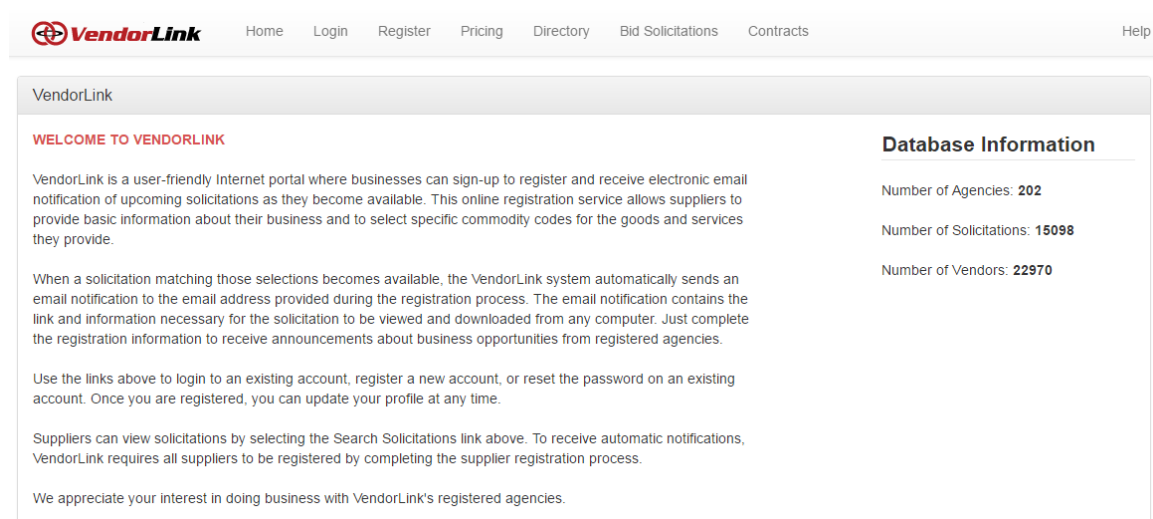 VendorLink Home Login Register Pricing Directory Bid Solicitations Contracts Help
VendorLink
WELCOME TO VENDORLINK
VendorLink is a user-friendly Internet portal where businesses can sign-up to register and receive electronic email
notification of upcoming solicitations as they become available. This online registration service allows suppliers to
provide basic information about their business and to select specific commodity codes for the goods and services
they provide.
When a solicitation matching those selections becomes available, the VendorLink system automatically sends an
email notification to the email address provided during the registration process. The email notification contains the
link and information necessary for the solicitation to be viewed and downloaded from any computer. Just complete
the registration information to receive announcements about business opportunities from registered agencies.
Use the links above to login to an existing account, register a new account, or reset the password on an existing
account. Once you are registered, you can update your profile at any time.
Suppliers can view solicitations by selecting the Search Solicitations link above. To receive automatic notifications,
VendorLink requires all suppliers to be registered by completing the supplier registration process.
We appreciate your interest in doing business with VendorLink's registered agencies.
Database Information
Number of Agencies: 202
Number of Solicitations: 15098
Number of Vendors: 22970